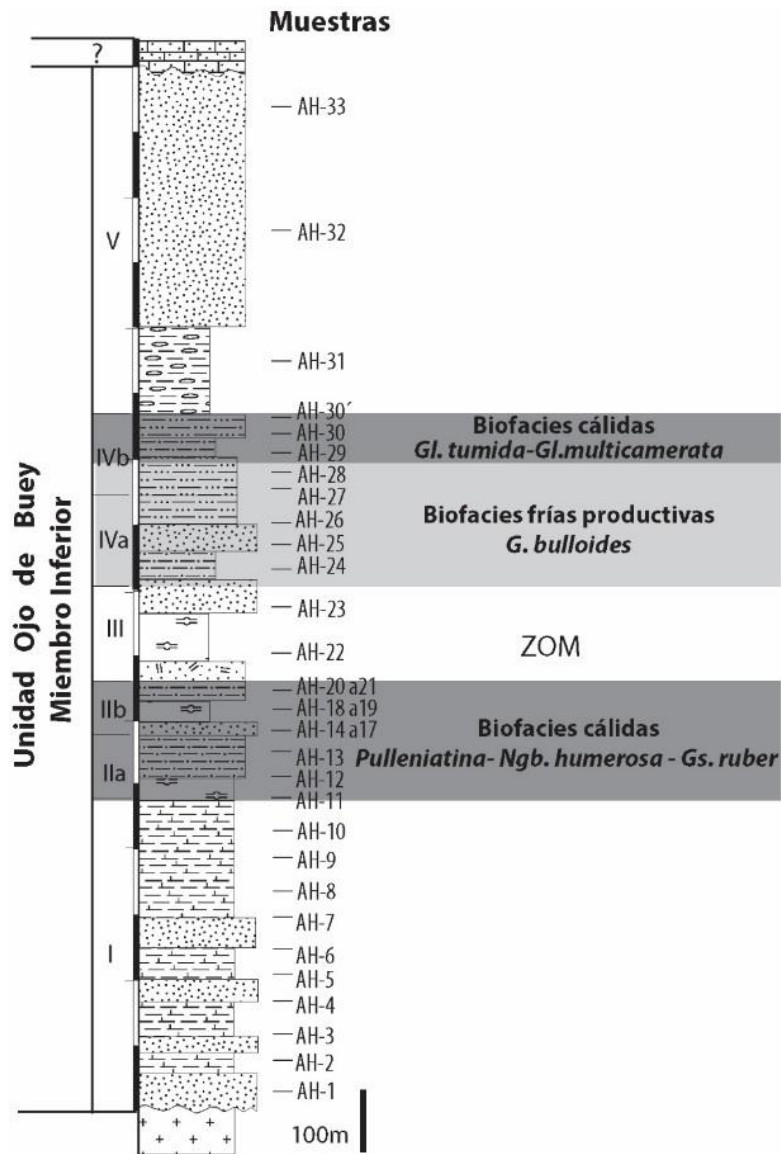 Muestras
?
AH-33
V
AH-32
AH-31
AH-30´
Biofacies cálidas
AH-30
Gl. tumida-Gl.multicamerata
AH-29
IVb
AH-28
AH-27
Biofacies frías productivas
AH-26
G. bulloides
IVa
AH-25
AH-24
AH-23
III
ZOM
AH-22
AH-20 a21
IIb
AH-18 a19
Biofacies cálidas
AH-14 a17
Pulleniatina- Ngb. humerosa - Gs. ruber
AH-13
IIa
AH-12
AH-11
AH-10
AH-9
AH-8
AH-7
I
AH-6
AH-5
AH-4
AH-3
AH-2
AH-1
100m
Unidad Ojo de Buey
Miembro Inferior